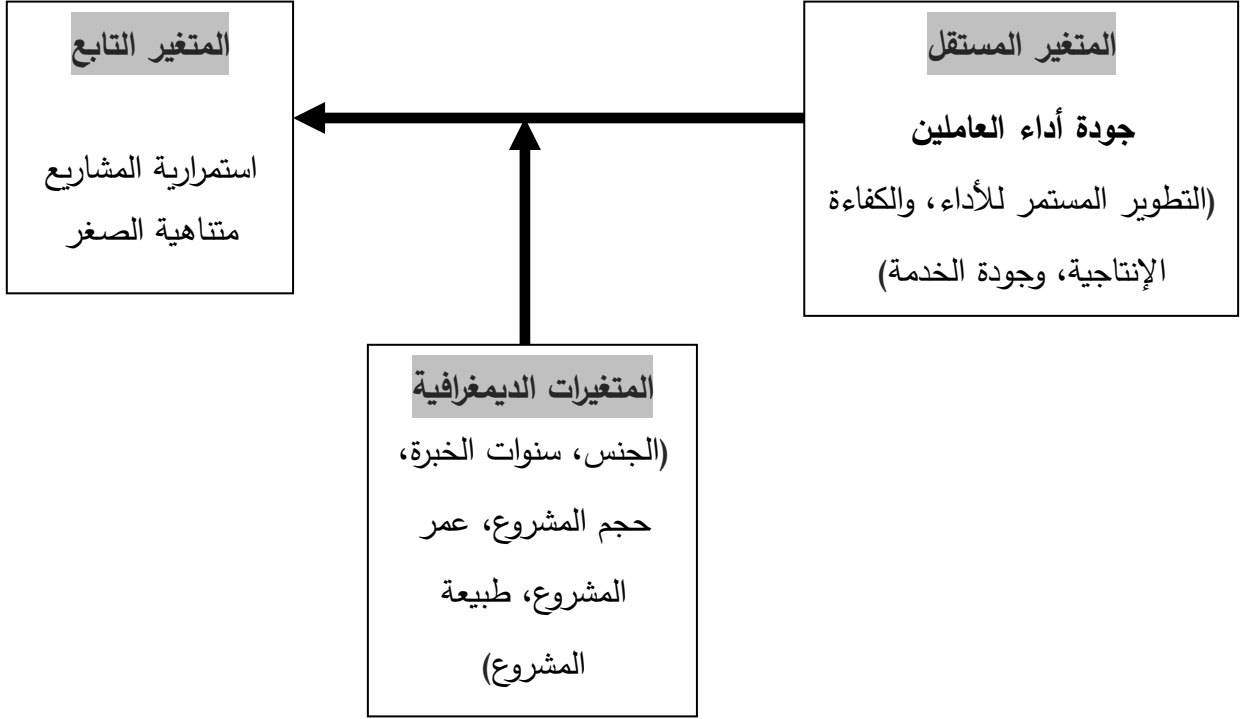 المتغير المستقل
جودة أداء العاملين
(التطوير المستمر للأداء، والكفاءة
الإنتاجية، وجودة الخدمة)
المتغير التابع
استمرارية المشاريع
متناهية الصغر
المتغيرات الديمغرافية
(الجنس، سنوات الخبرة،
حجم المشروع، عمر
المشروع، طبيعة
المشروع)